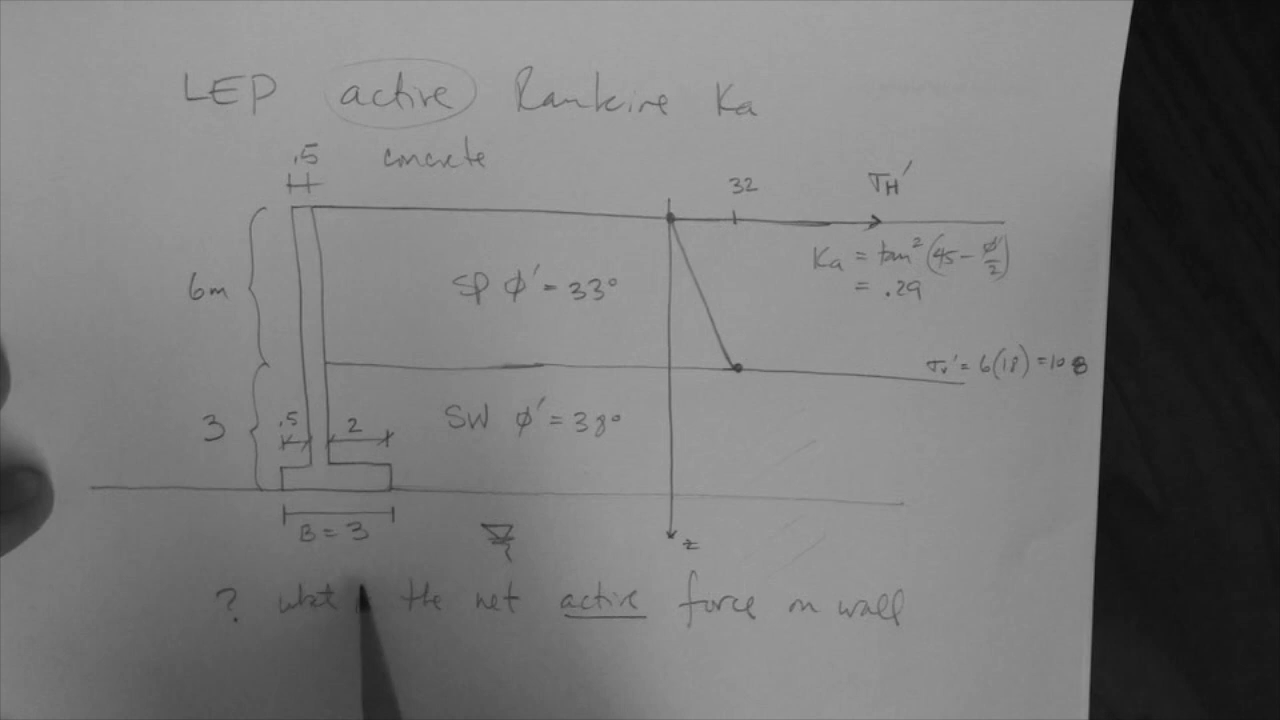 LEP active Rankine Ka
.5 concrete
32 σH'
Ka = tan² (45 - φ'/2)
= .29
6m SP φ' = 33°
σv' = 6(18) = 108
3 .5 2 SW φ' = 38°
B = 3
z
? what the net active force on wall